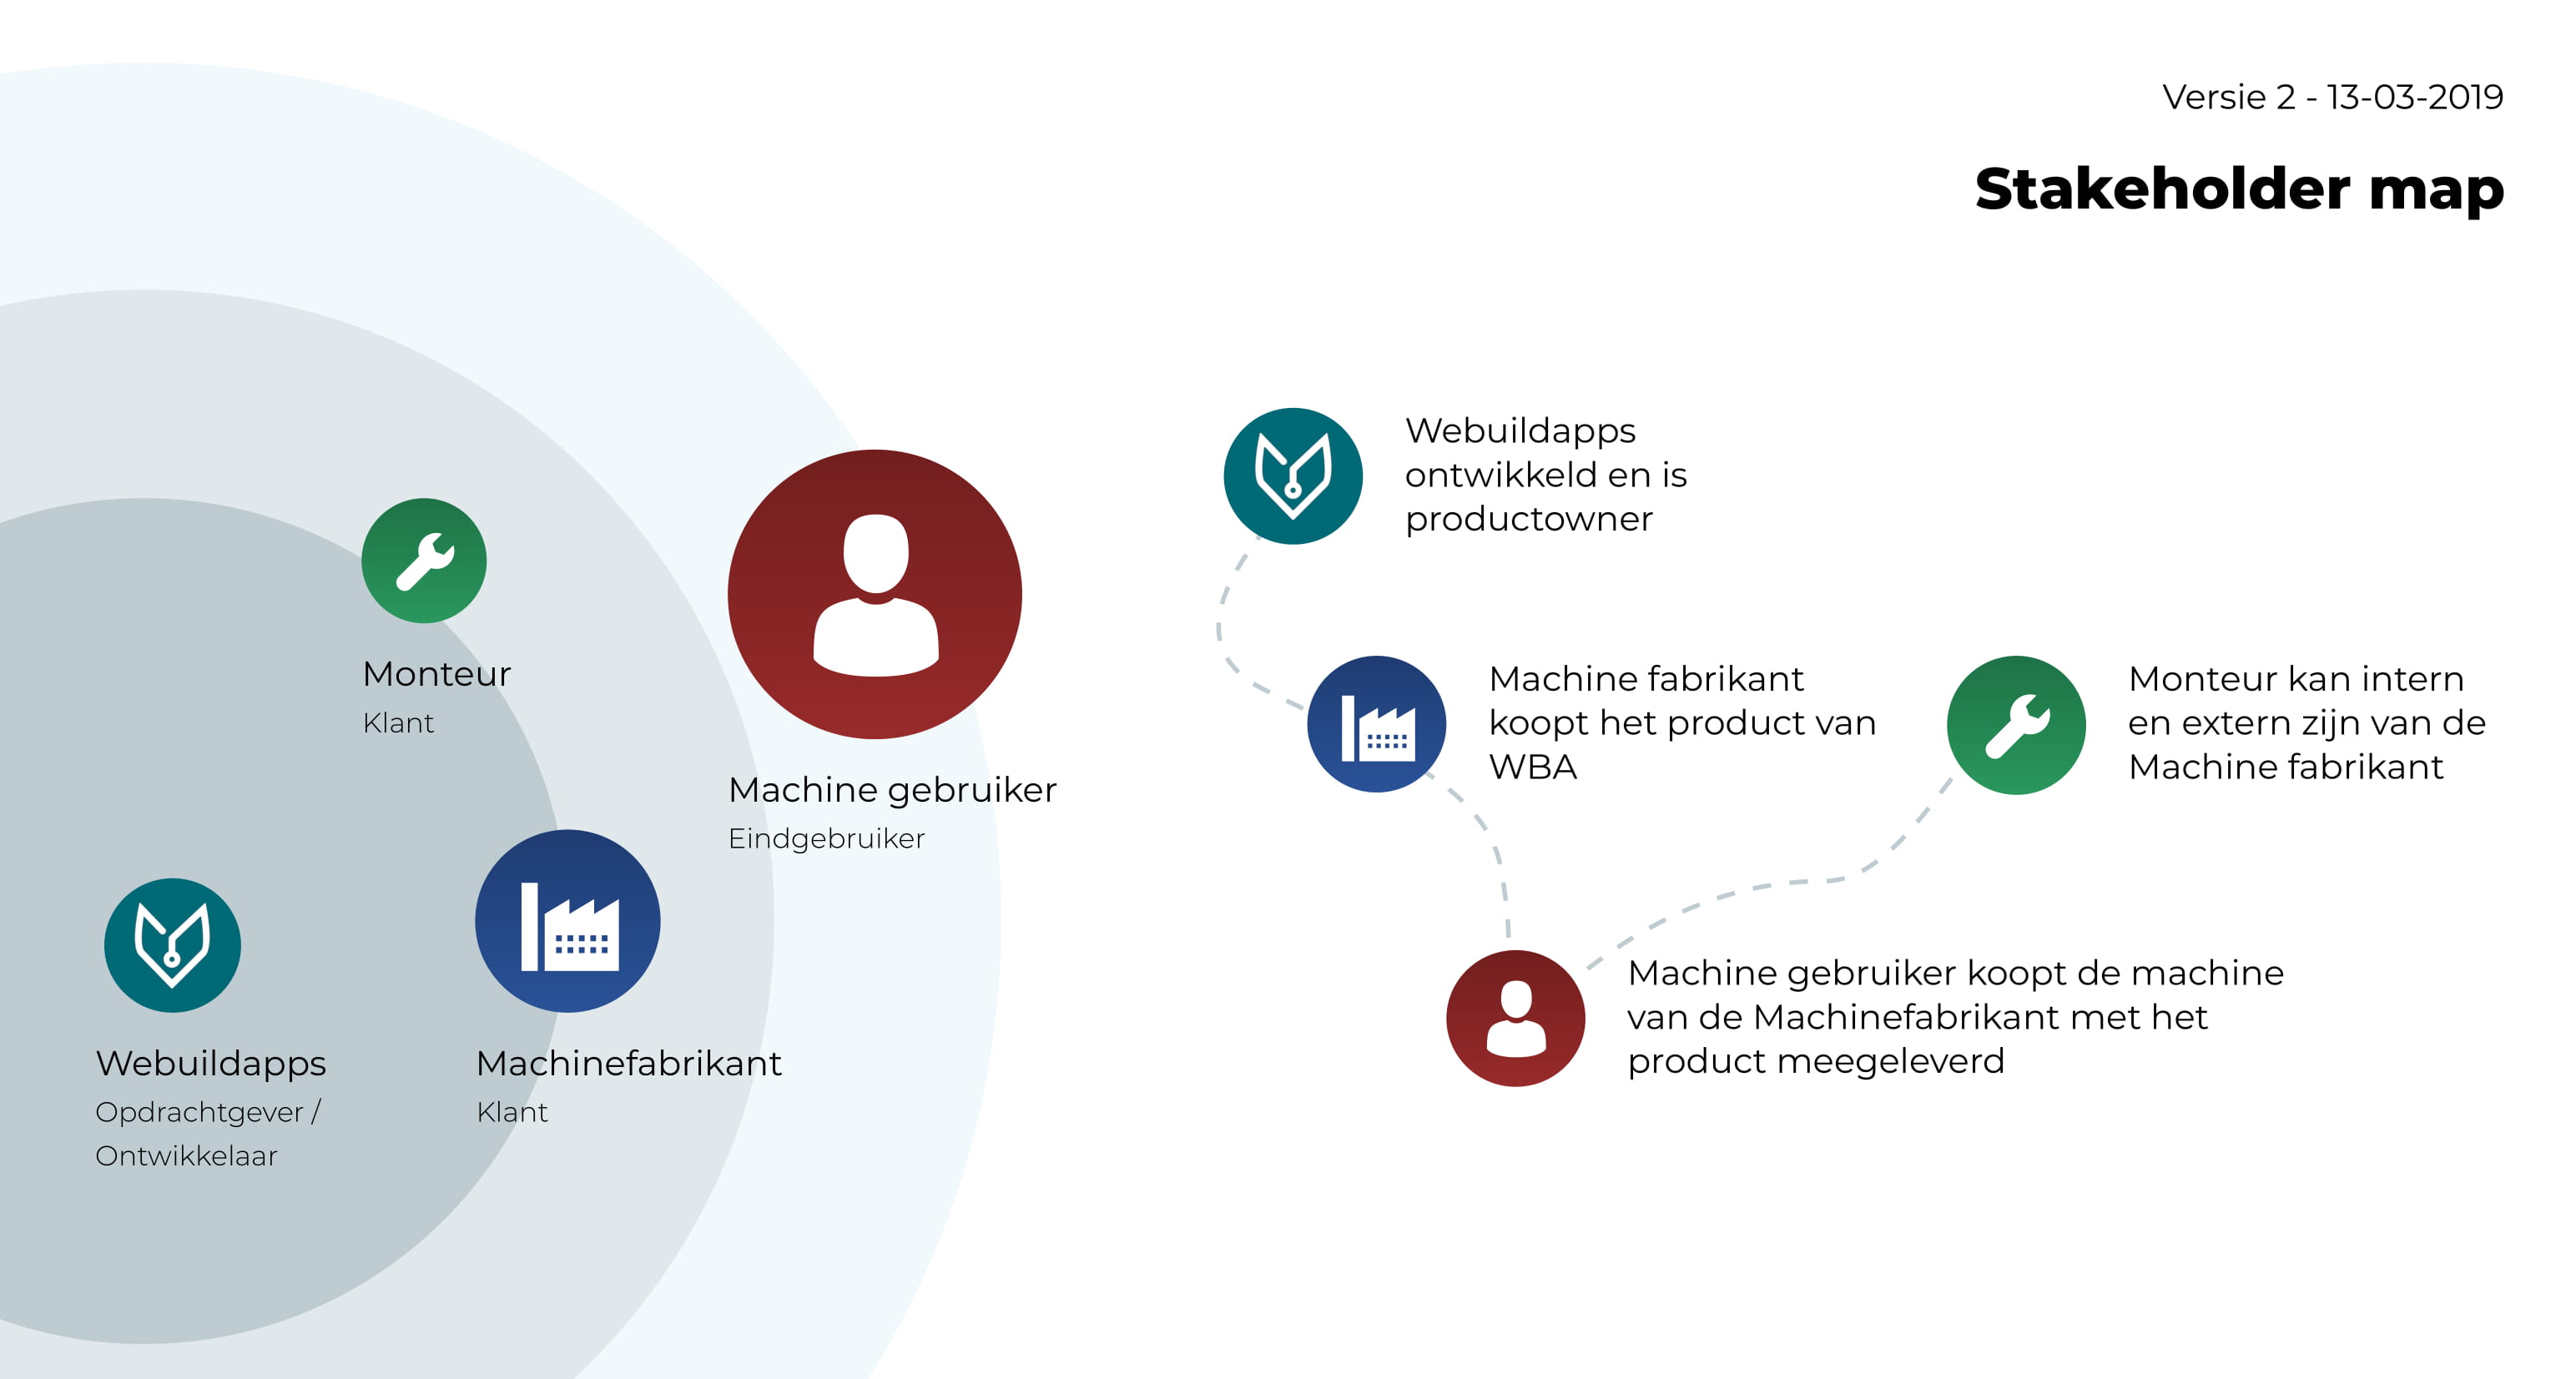 Versie 2 - 13-03-2019
Stakeholder map
Monteur
Klant
Machine gebruiker
Eindgebruiker
Webuildapps
Opdrachtgever /
Ontwikkelaar
Machinefabrikant
Klant
Webuildapps
ontwikkeld en is
productowner
Machine fabrikant
koopt het product van
WBA
Monteur kan intern
en extern zijn van de
Machine fabrikant
Machine gebruiker koopt de machine
van de Machinefabrikant met het
product meegeleverd